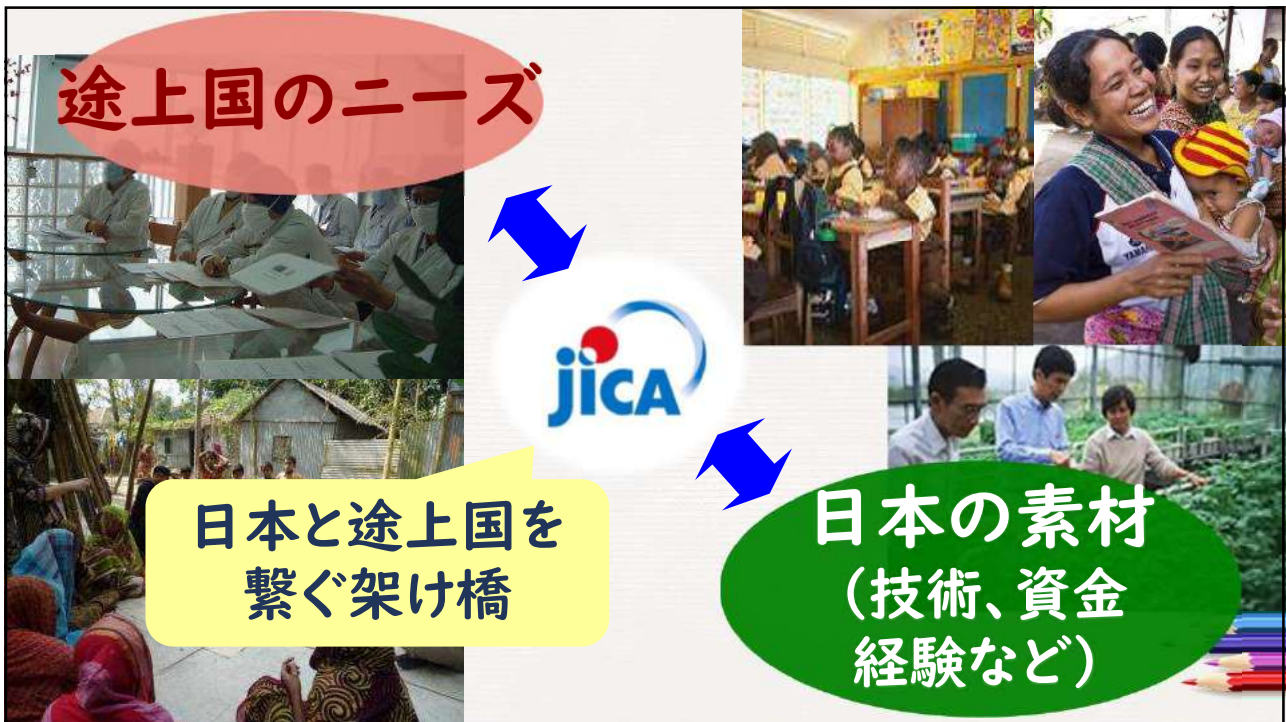 途上国のニーズ
jicA
日本と途上国を
繋ぐ架け橋
日本の素材
（技術、資金
経験など）